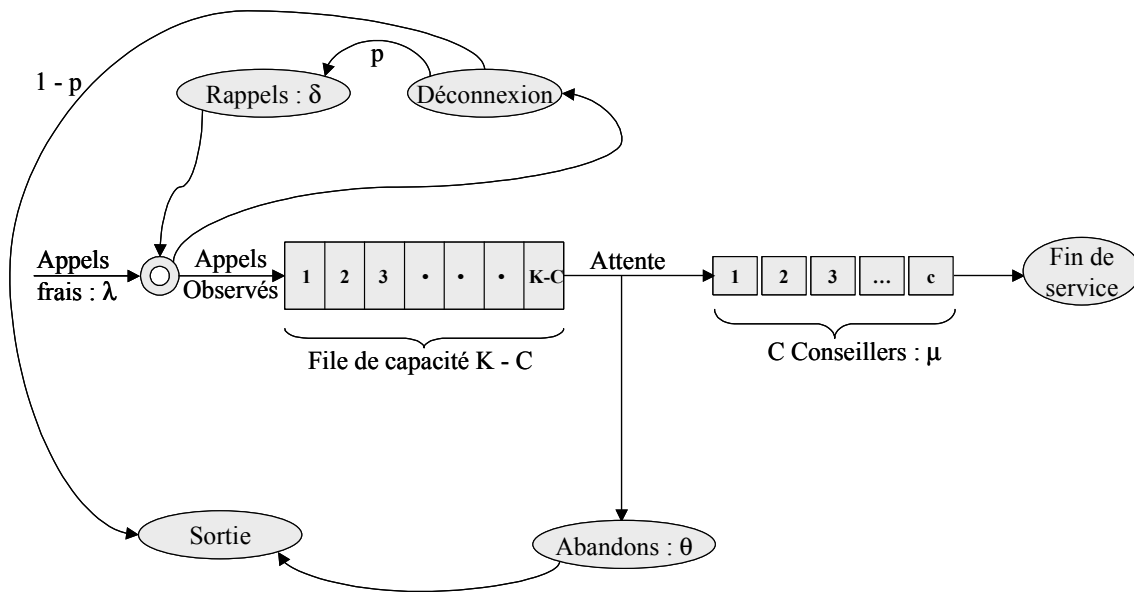 1 - p
p
Rappels : δ
Déconnexion
Appels
frais : λ
Appels
Observés
1 2 3 • • • K-C
Attente
1 2 3 ... c
Fin de
service
File de capacité K - C
C Conseillers : μ
Sortie
Abandons : θ